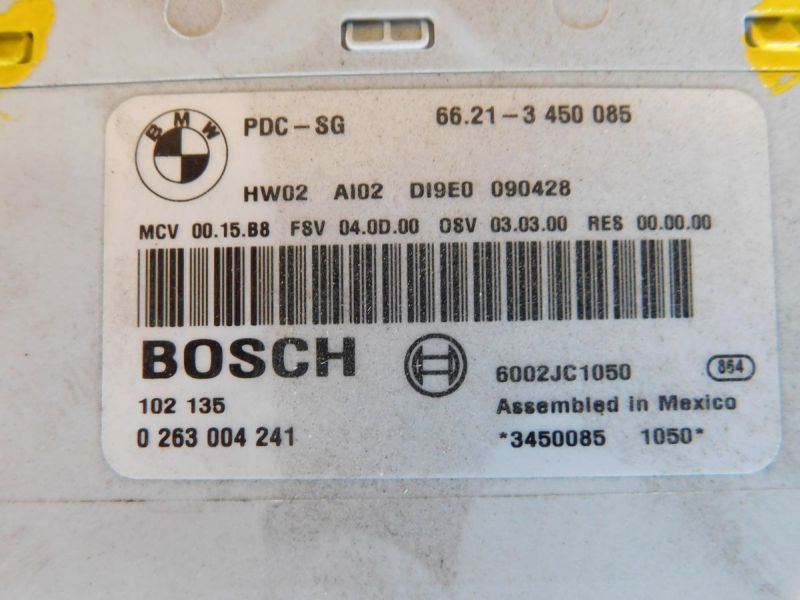 BMW
PDC-SG 66.21-3 450 085
HW02 AI02 DI9E0 090428
MCV 00.15.B8 FSV 04.0D.00 OSV 03.03.00 RES 00.00.00
BOSCH
6002JC1050 864
102 135 Assembled in Mexico
0 263 004 241 *3450085 1050*